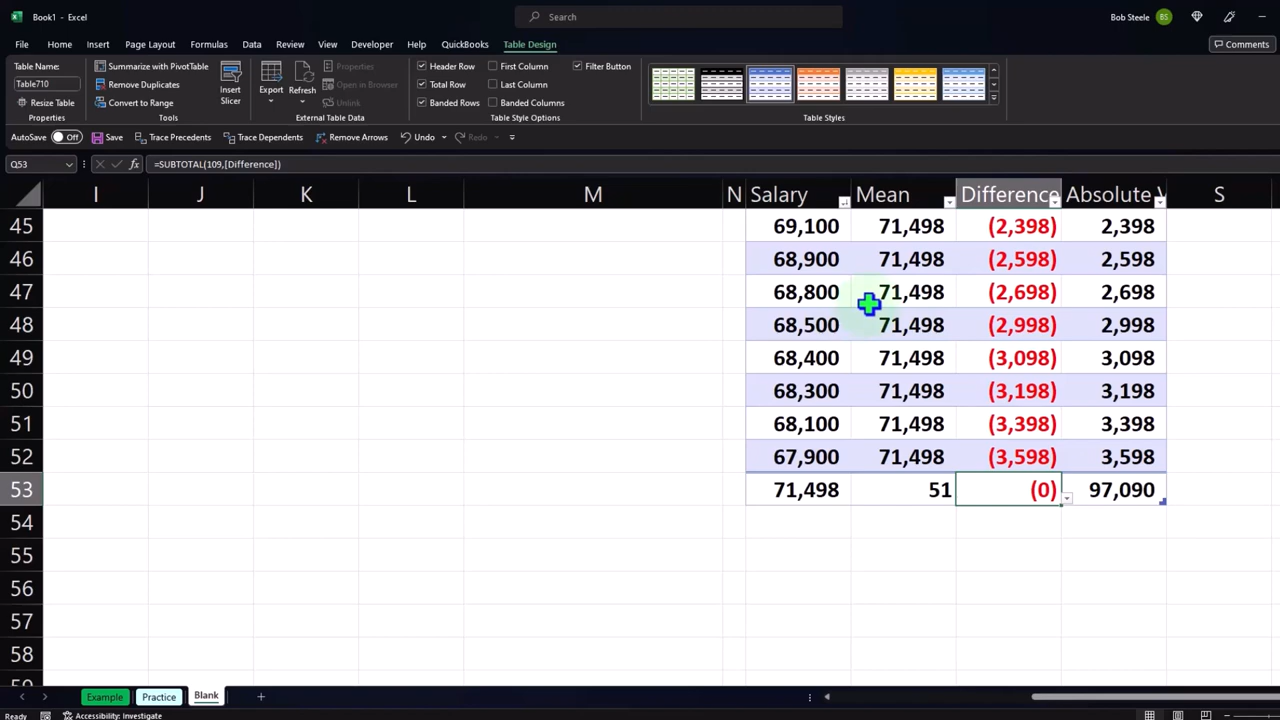 Book1 - Excel
Search
Bob Steele BS
File Home Insert Page Layout Formulas Data Review View Developer Help QuickBooks Table Design Comments
Table Name:
Table710
Resize Table
Properties
Summarize with PivotTable
Remove Duplicates
Convert to Range
Tools
Insert Slicer
Export
Refresh
Properties
Open in Browser
Unlink
External Table Data
Header Row First Column Filter Button
Total Row Last Column
Banded Rows Banded Columns
Table Style Options
Table Styles
AutoSave Off Save Trace Precedents Trace Dependents Remove Arrows Undo Redo
Q53 fx =SUBTOTAL(109,[Difference])
I J K L M N Salary Mean Difference Absolute V S
45 69,100 71,498 (2,398) 2,398
46 68,900 71,498 (2,598) 2,598
47 68,800 71,498 (2,698) 2,698
48 68,500 71,498 (2,998) 2,998
49 68,400 71,498 (3,098) 3,098
50 68,300 71,498 (3,198) 3,198
51 68,100 71,498 (3,398) 3,398
52 67,900 71,498 (3,598) 3,598
53 71,498 51 (0) 97,090
54
55
56
57
58
Example Practice Blank
Ready Accessibility: Investigate